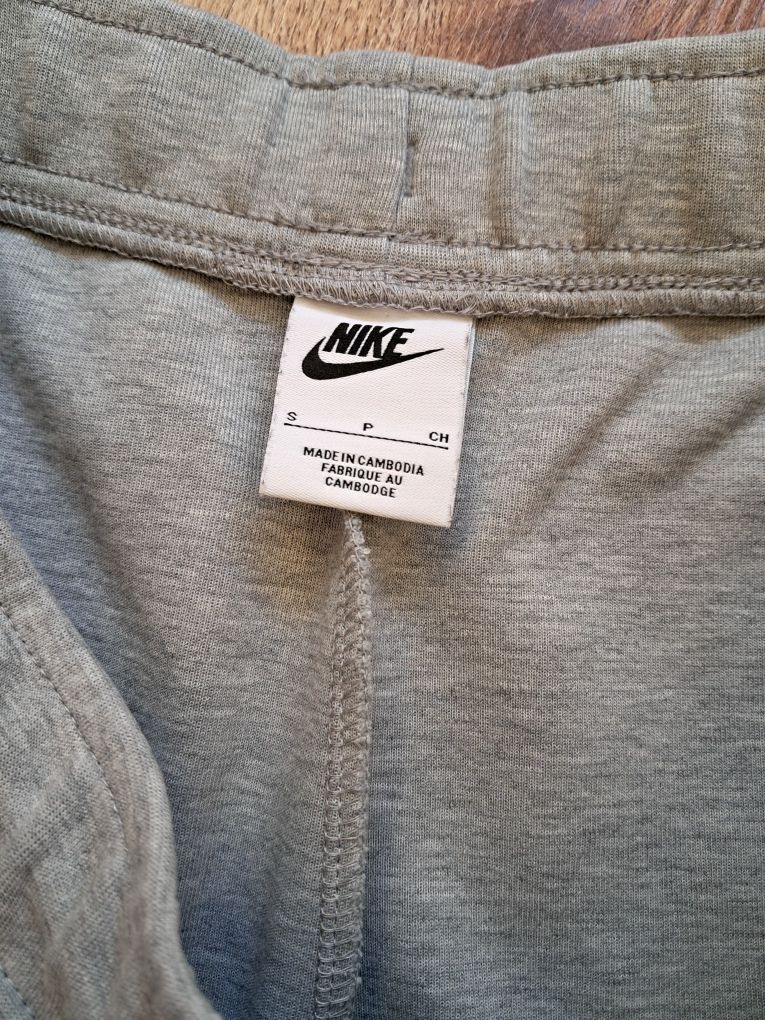 NIKE
S P CH
MADE IN CAMBODIA
FABRIQUE AU
CAMBODGE